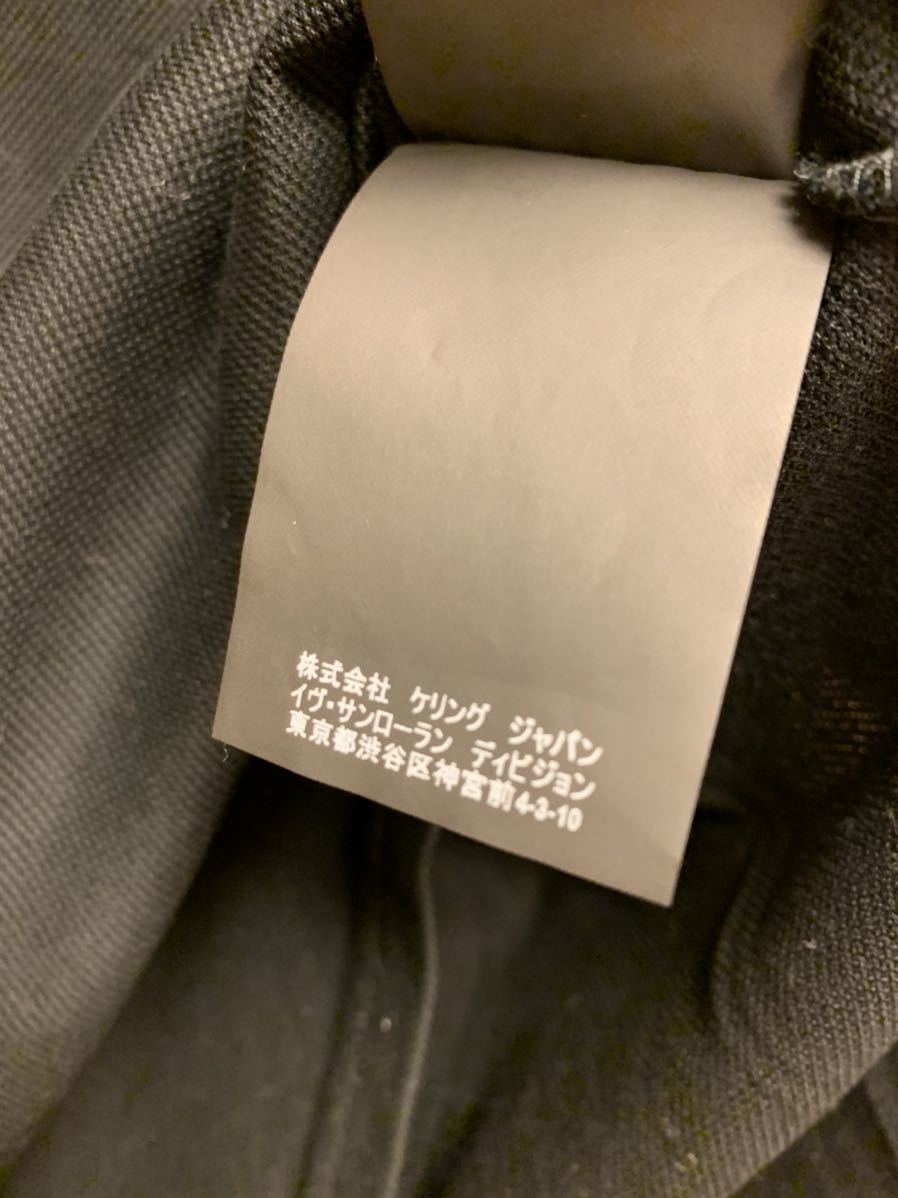 株式会社 ケリング ジャパン
イヴ・サンローラン ディビジョン
東京都渋谷区神宮前4-3-10